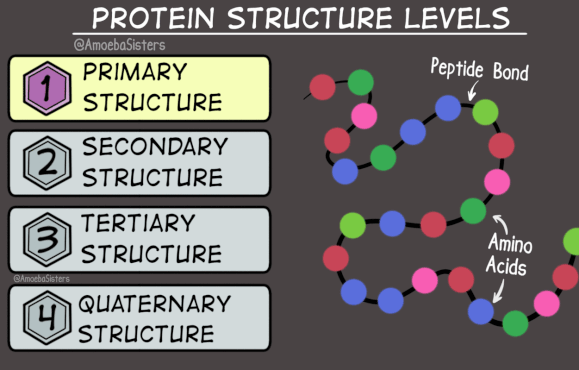 PROTEIN STRUCTURE LEVELS
@AmoebaSisters
1 PRIMARY
STRUCTURE
2 SECONDARY
STRUCTURE
3 TERTIARY
STRUCTURE
@AmoebaSisters
4 QUATERNARY
STRUCTURE
Peptide Bond
Amino
Acids